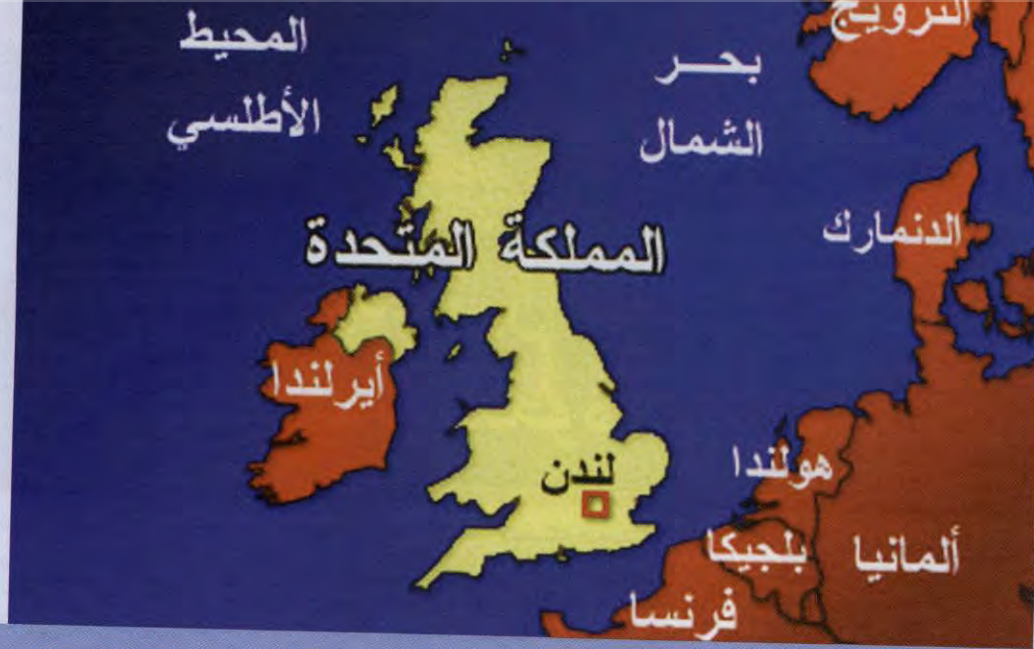 النرويج
المحيط
الأطلسي
بحر
الشمال
الدنمارك
المملكة المتحدة
أيرلندا
هولندا
لندن
بلجيكا
ألمانيا
فرنسا